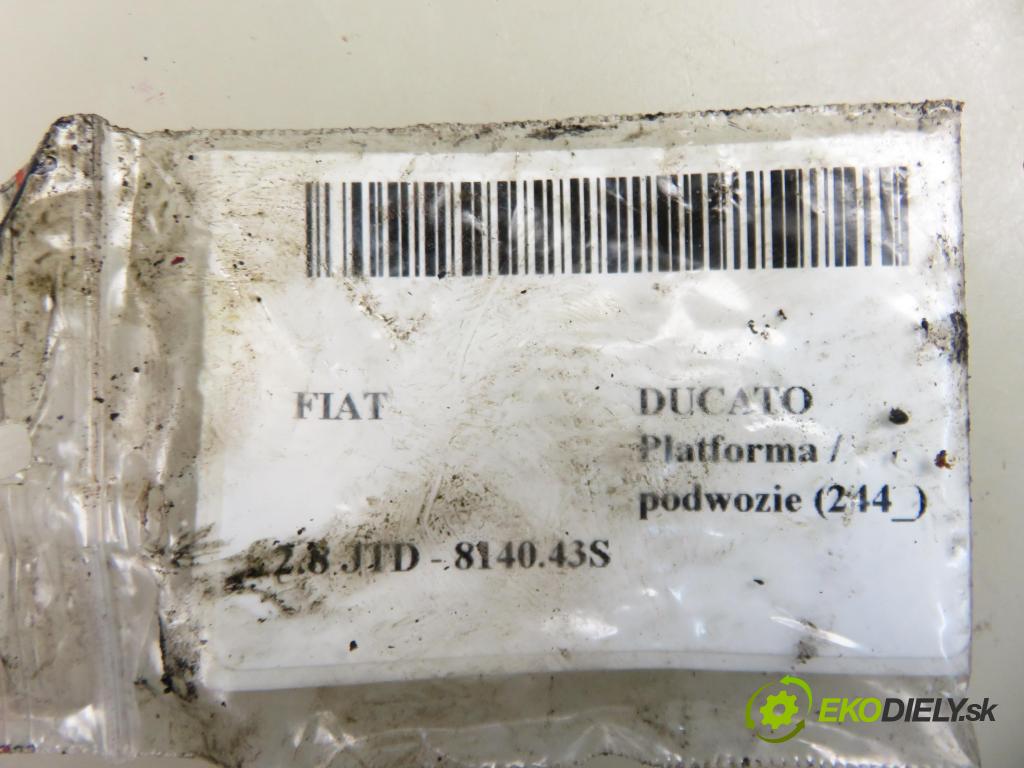 FIAT
DUCATO
Platforma /
podwozie (244_)
2.8 JTD - 8140.43S
EKODIELY.sk